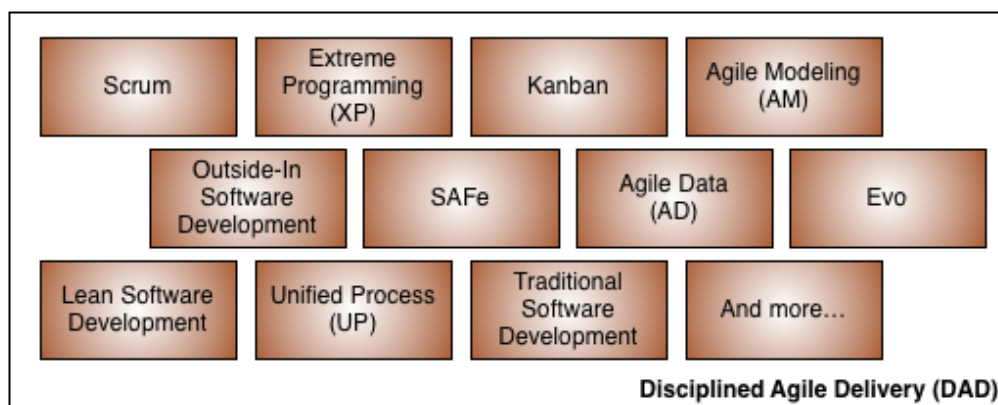 Scrum
Extreme
Programming
(XP)
Kanban
Agile Modeling
(AM)
Outside-In
Software
Development
SAFe
Agile Data
(AD)
Evo
Lean Software
Development
Unified Process
(UP)
Traditional
Software
Development
And more…
Disciplined Agile Delivery (DAD)